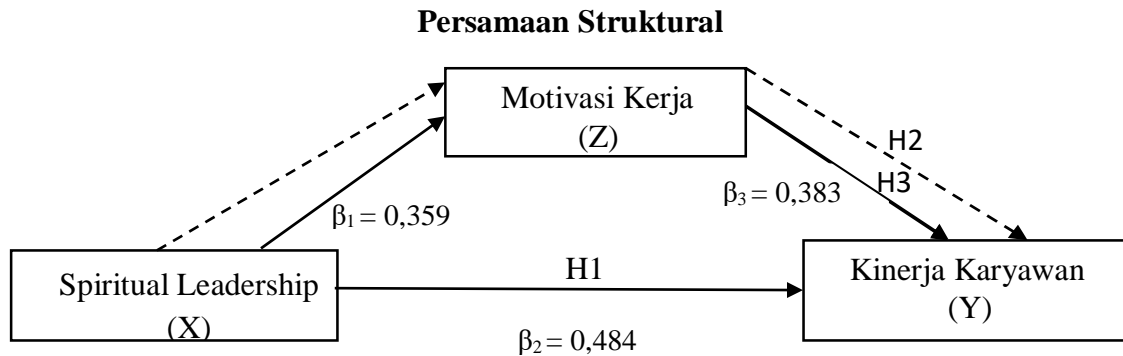 Persamaan Struktural
Motivasi Kerja
(Z)
H2
H3
β₁ = 0,359
β₃ = 0,383
Spiritual Leadership
(X)
H1
Kinerja Karyawan
(Y)
β₂ = 0,484